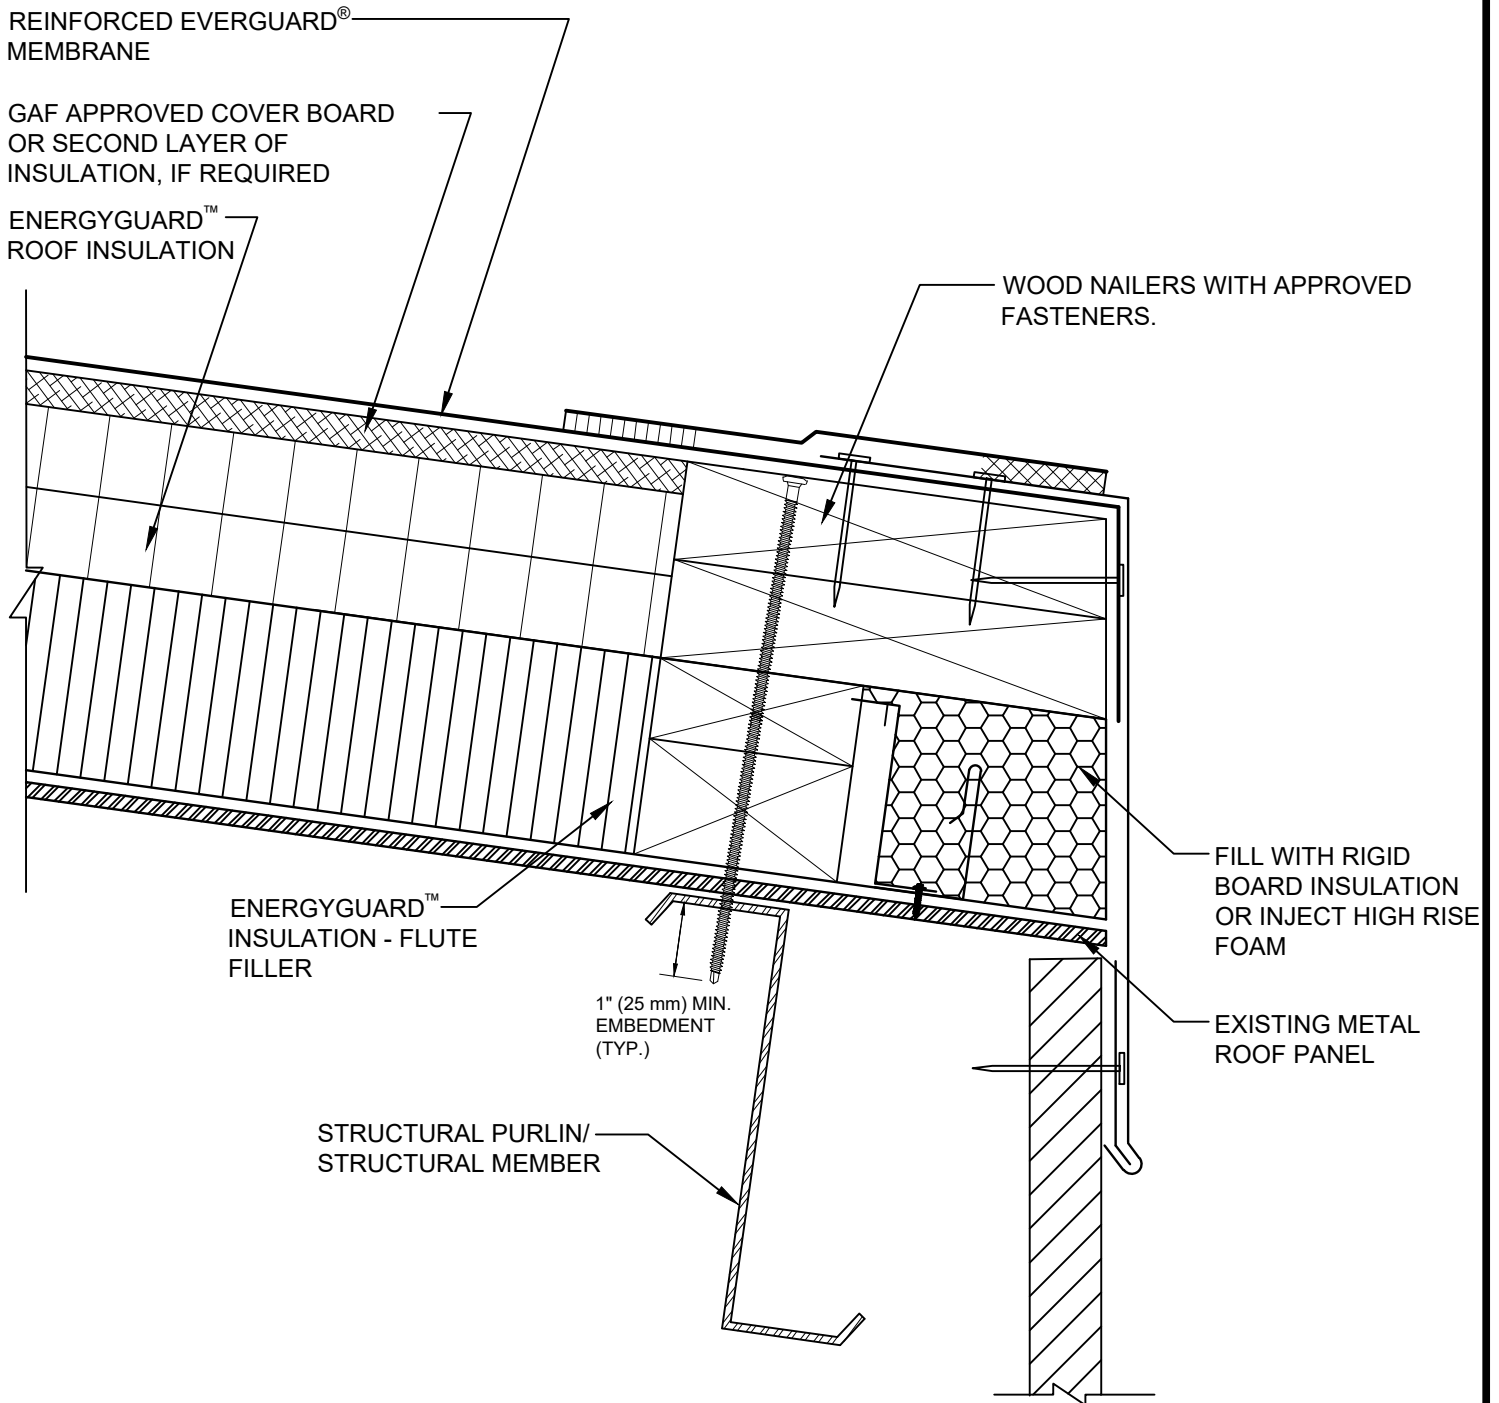 REINFORCED EVERGUARD®
MEMBRANE
GAF APPROVED COVER BOARD
OR SECOND LAYER OF
INSULATION, IF REQUIRED
ENERGYGUARD™
ROOF INSULATION
WOOD NAILERS WITH APPROVED
FASTENERS.
FILL WITH RIGID
BOARD INSULATION
OR INJECT HIGH RISE
FOAM
ENERGYGUARD™
INSULATION - FLUTE
FILLER
1" (25 mm) MIN.
EMBEDMENT
(TYP.)
EXISTING METAL
ROOF PANEL
STRUCTURAL PURLIN/
STRUCTURAL MEMBER